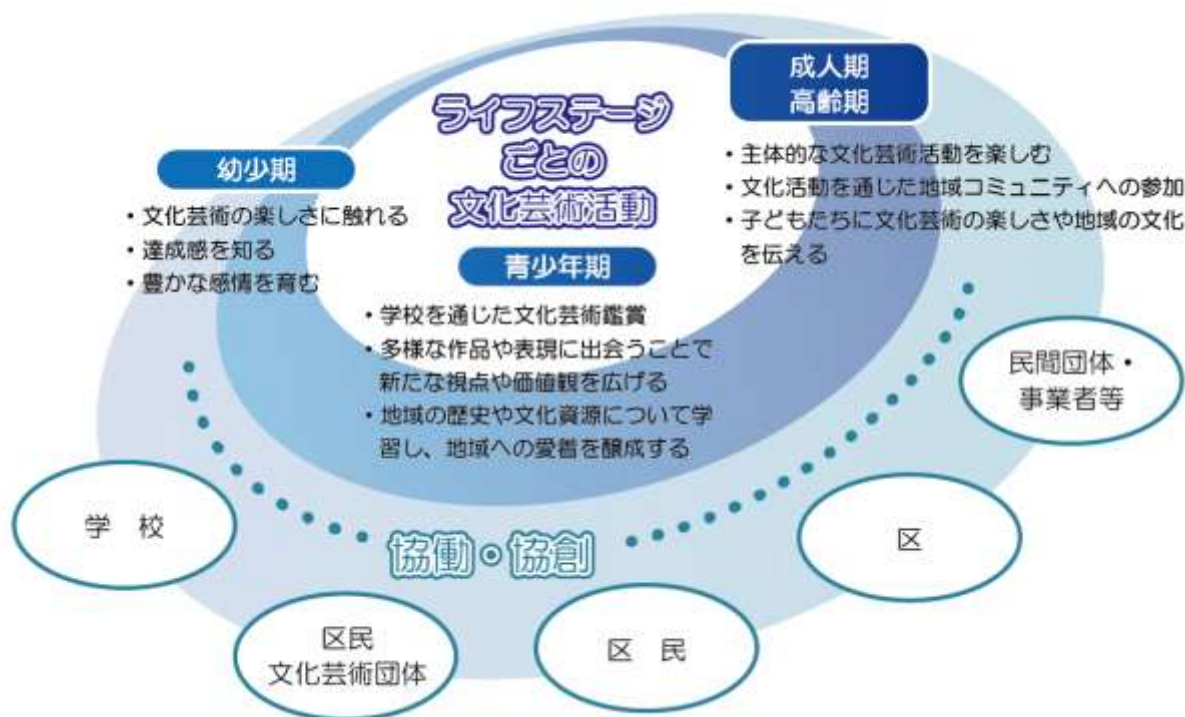 ライフステージ
ごとの
文化芸術活動
幼少期
・文化芸術の楽しさに触れる
・達成感を知る
・豊かな感情を育む
青少年期
・学校を通じた文化芸術鑑賞
・多様な作品や表現に出会うことで
新たな視点や価値観を広げる
・地域の歴史や文化資源について学
習し、地域への愛着を醸成する
成人期
高齢期
・主体的な文化芸術活動を楽しむ
・文化活動を通じた地域コミュニティへの参加
・子どもたちに文化芸術の楽しさや地域の文化
を伝える
協働・協創
学　校
区民
文化芸術団体
区　民
区
民間団体・
事業者等